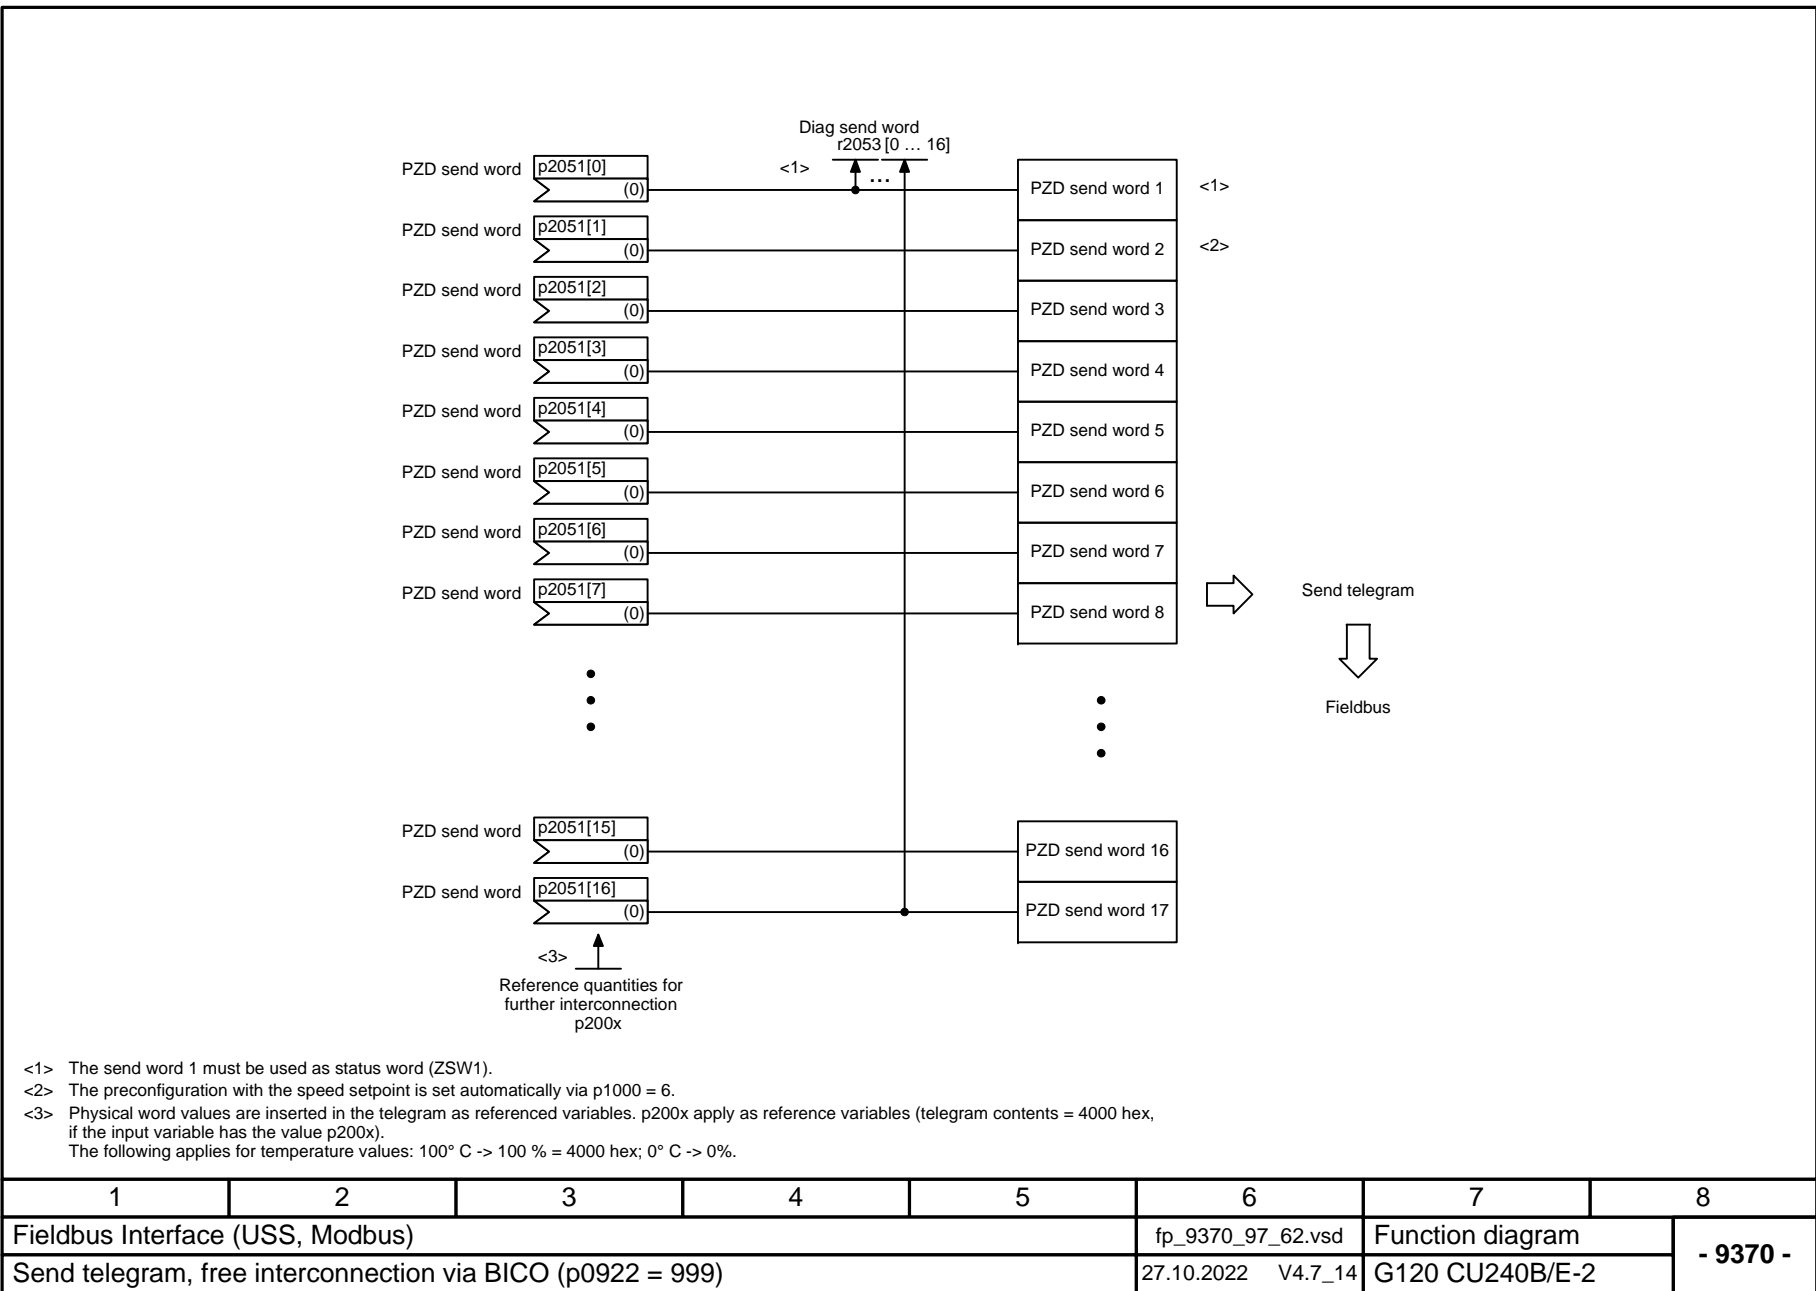 Diag send word
r2053 [0 … 16]
<1>
...
PZD send word p2051[0] (0)
PZD send word 1 <1>
PZD send word p2051[1] (0)
PZD send word 2 <2>
PZD send word p2051[2] (0)
PZD send word 3
PZD send word p2051[3] (0)
PZD send word 4
PZD send word p2051[4] (0)
PZD send word 5
PZD send word p2051[5] (0)
PZD send word 6
PZD send word p2051[6] (0)
PZD send word 7
PZD send word p2051[7] (0)
PZD send word 8
Send telegram
Fieldbus
PZD send word p2051[15] (0)
PZD send word 16
PZD send word p2051[16] (0)
PZD send word 17
<3>
Reference quantities for
further interconnection
p200x
<1> The send word 1 must be used as status word (ZSW1).
<2> The preconfiguration with the speed setpoint is set automatically via p1000 = 6.
<3> Physical word values are inserted in the telegram as referenced variables. p200x apply as reference variables (telegram contents = 4000 hex,
if the input variable has the value p200x).
The following applies for temperature values: 100° C -> 100 % = 4000 hex; 0° C -> 0%.
1 2 3 4 5 6 7 8
Fieldbus Interface (USS, Modbus) fp_9370_97_62.vsd Function diagram
- 9370 -
Send telegram, free interconnection via BICO (p0922 = 999) 27.10.2022 V4.7_14 G120 CU240B/E-2